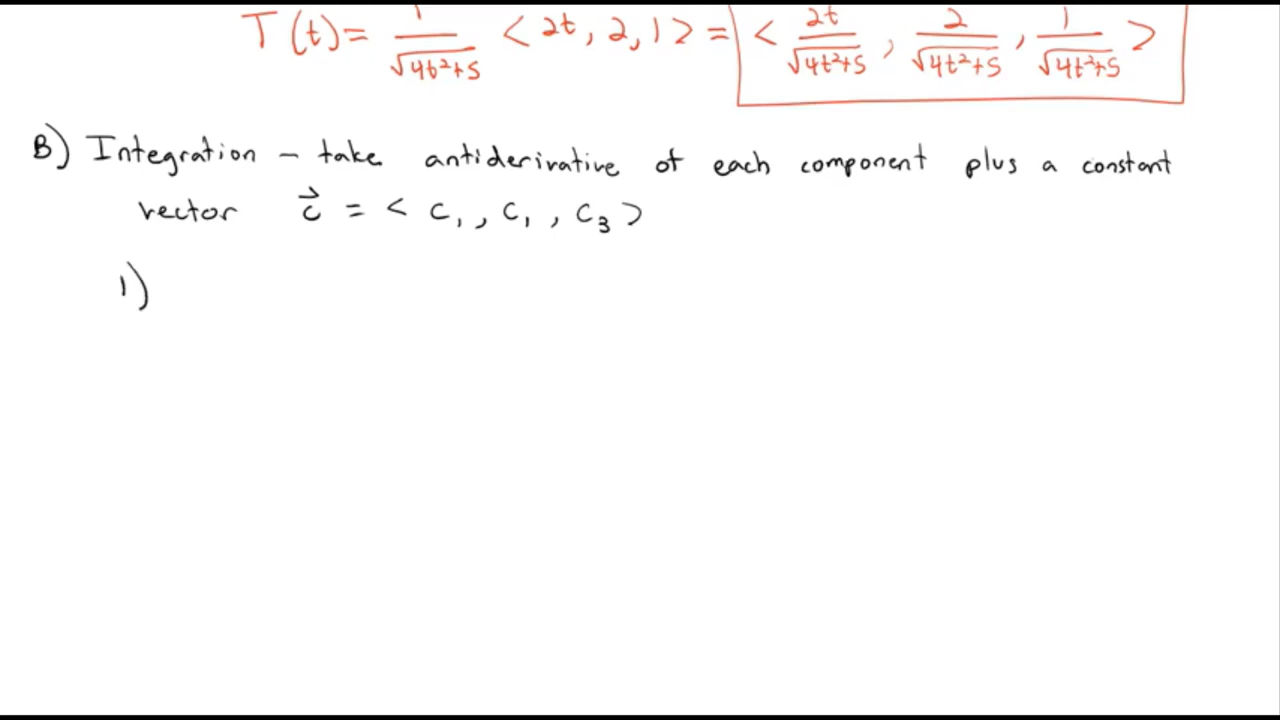 T(t) = 1/√4t²+5 < 2t, 2, 1 > = < 2t/√4t²+5, 2/√4t²+5, 1/√4t²+5 >
B) Integration – take antiderivative of each component plus a constant
vector c⃗ = < c₁, c₁, c₃ >
1)